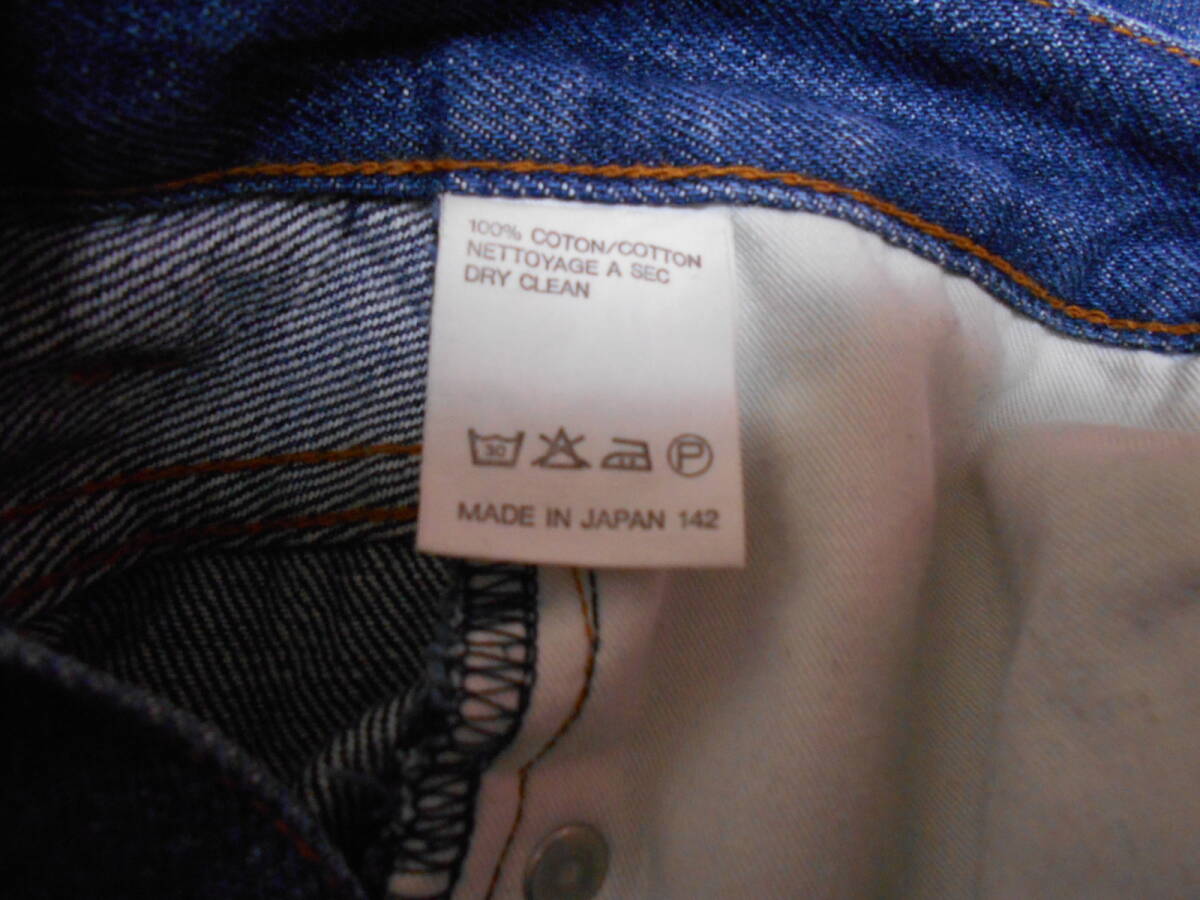 100% COTON/COTTON
NETTOYAGE A SEC
DRY CLEAN
30 P
MADE IN JAPAN 142